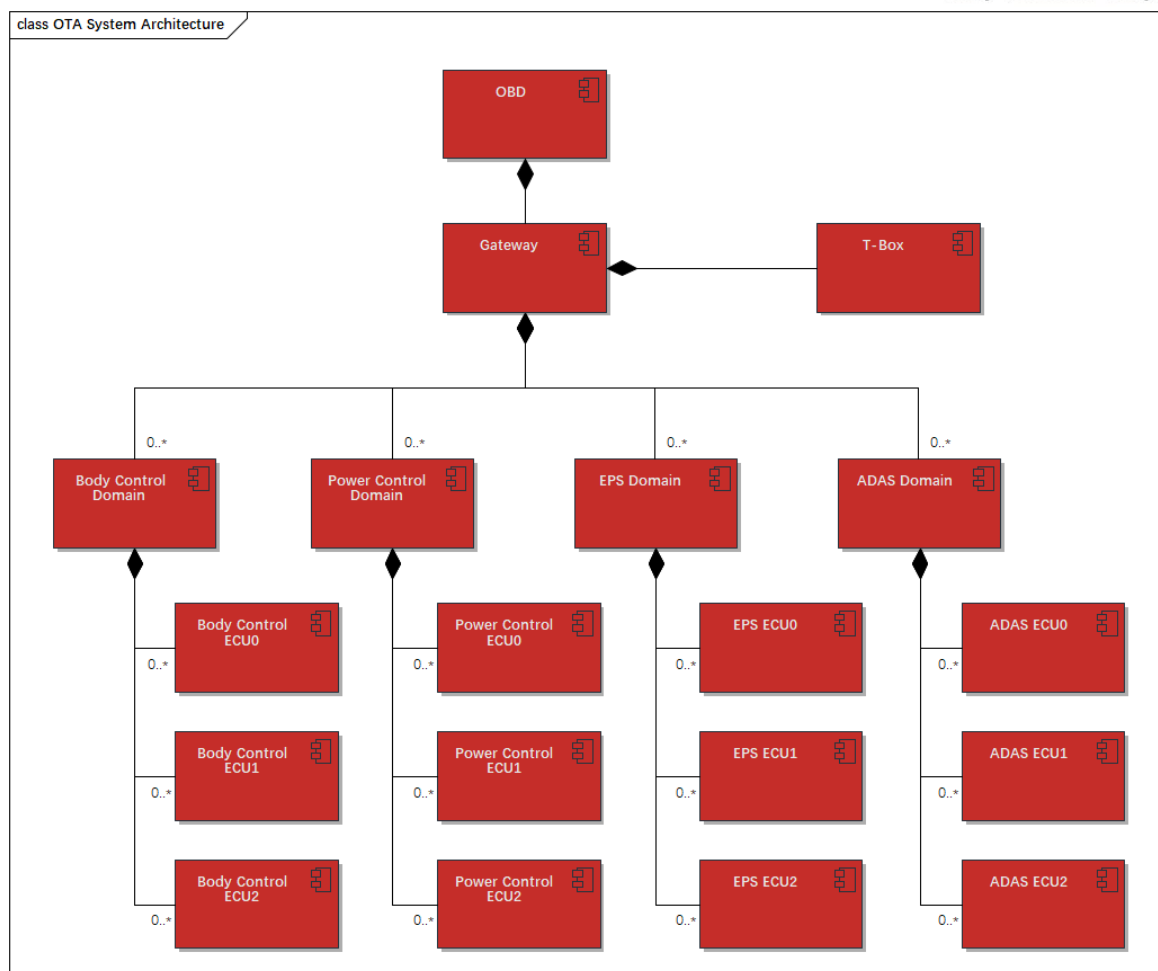 class OTA System Architecture
OBD
Gateway
T-Box
0..*
0..*
0..*
0..*
Body Control
Domain
Power Control
Domain
EPS Domain
ADAS Domain
Body Control
ECU0
Power Control
ECU0
EPS ECU0
ADAS ECU0
0..*
0..*
0..*
0..*
Body Control
ECU1
Power Control
ECU1
EPS ECU1
ADAS ECU1
0..*
0..*
0..*
0..*
Body Control
ECU2
Power Control
ECU2
EPS ECU2
ADAS ECU2
0..*
0..*
0..*
0..*